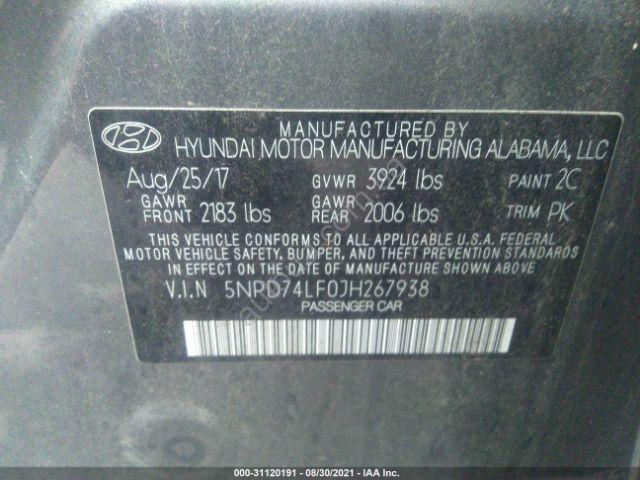 MANUFACTURED BY
HYUNDAI MOTOR MANUFACTURING ALABAMA, LLC
Aug/25/17 GVWR 3924 lbs PAINT 2C
GAWR FRONT 2183 lbs GAWR REAR 2006 lbs TRIM PK
THIS VEHICLE CONFORMS TO ALL APPLICABLE U.S.A. FEDERAL
MOTOR VEHICLE SAFETY, BUMPER, AND THEFT PREVENTION STANDARDS
IN EFFECT ON THE DATE OF MANUFACTURE SHOWN ABOVE.
V.I.N 5NPD74LF0JH267938
PASSENGER CAR
000-31120191 - 08/30/2021 - IAA Inc.